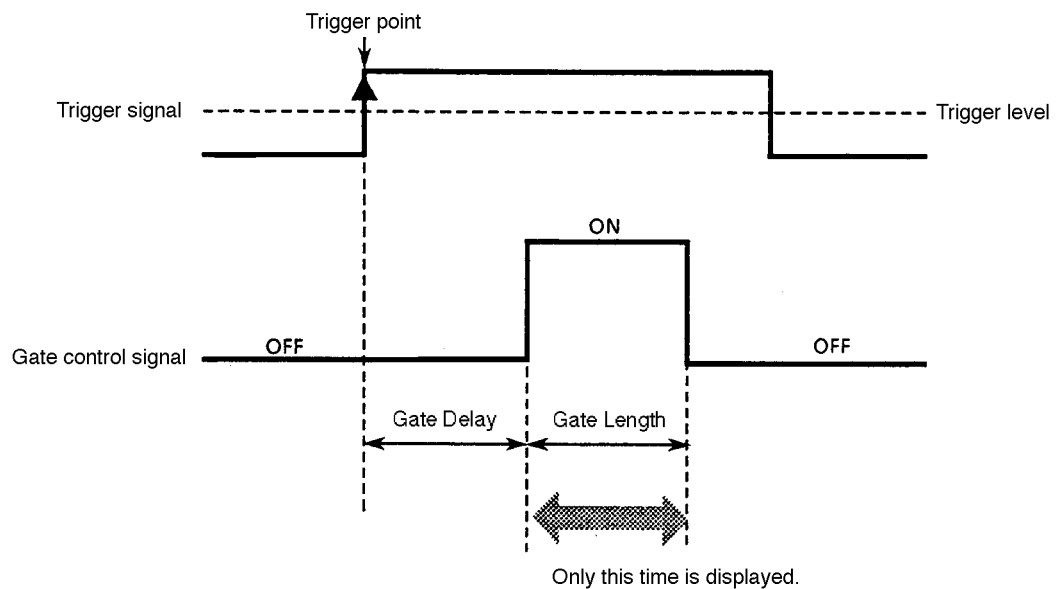 Trigger point
Trigger signal
Trigger level
ON
Gate control signal
OFF
OFF
Gate Delay
Gate Length
Only this time is displayed.